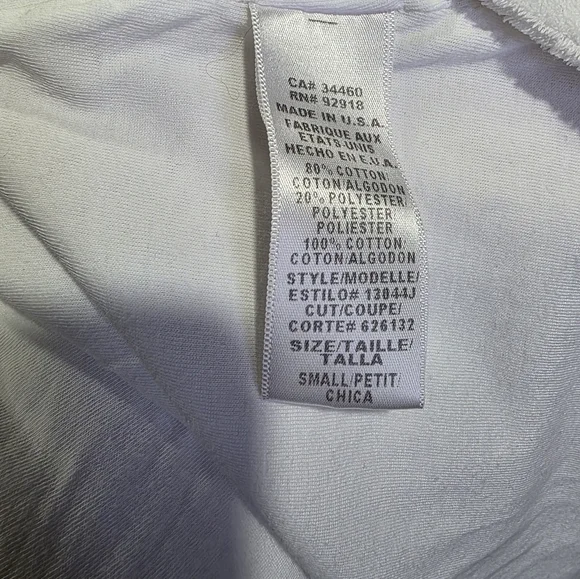 CA# 34460
RN# 92918
MADE IN U.S.A.
FABRIQUE AUX
ETATS-UNIS
HECHO EN E.U.A.
80% COTTON/
COTON/ALGODON
20% POLYESTER/
POLYESTER
POLIESTER
100% COTTON/
COTON/ALGODON
STYLE/MODELLE/
ESTILO# 13044J
CUT/COUPE/
CORTE# 626132
SIZE/TAILLE/
TALLA
SMALL/PETIT/
CHICA